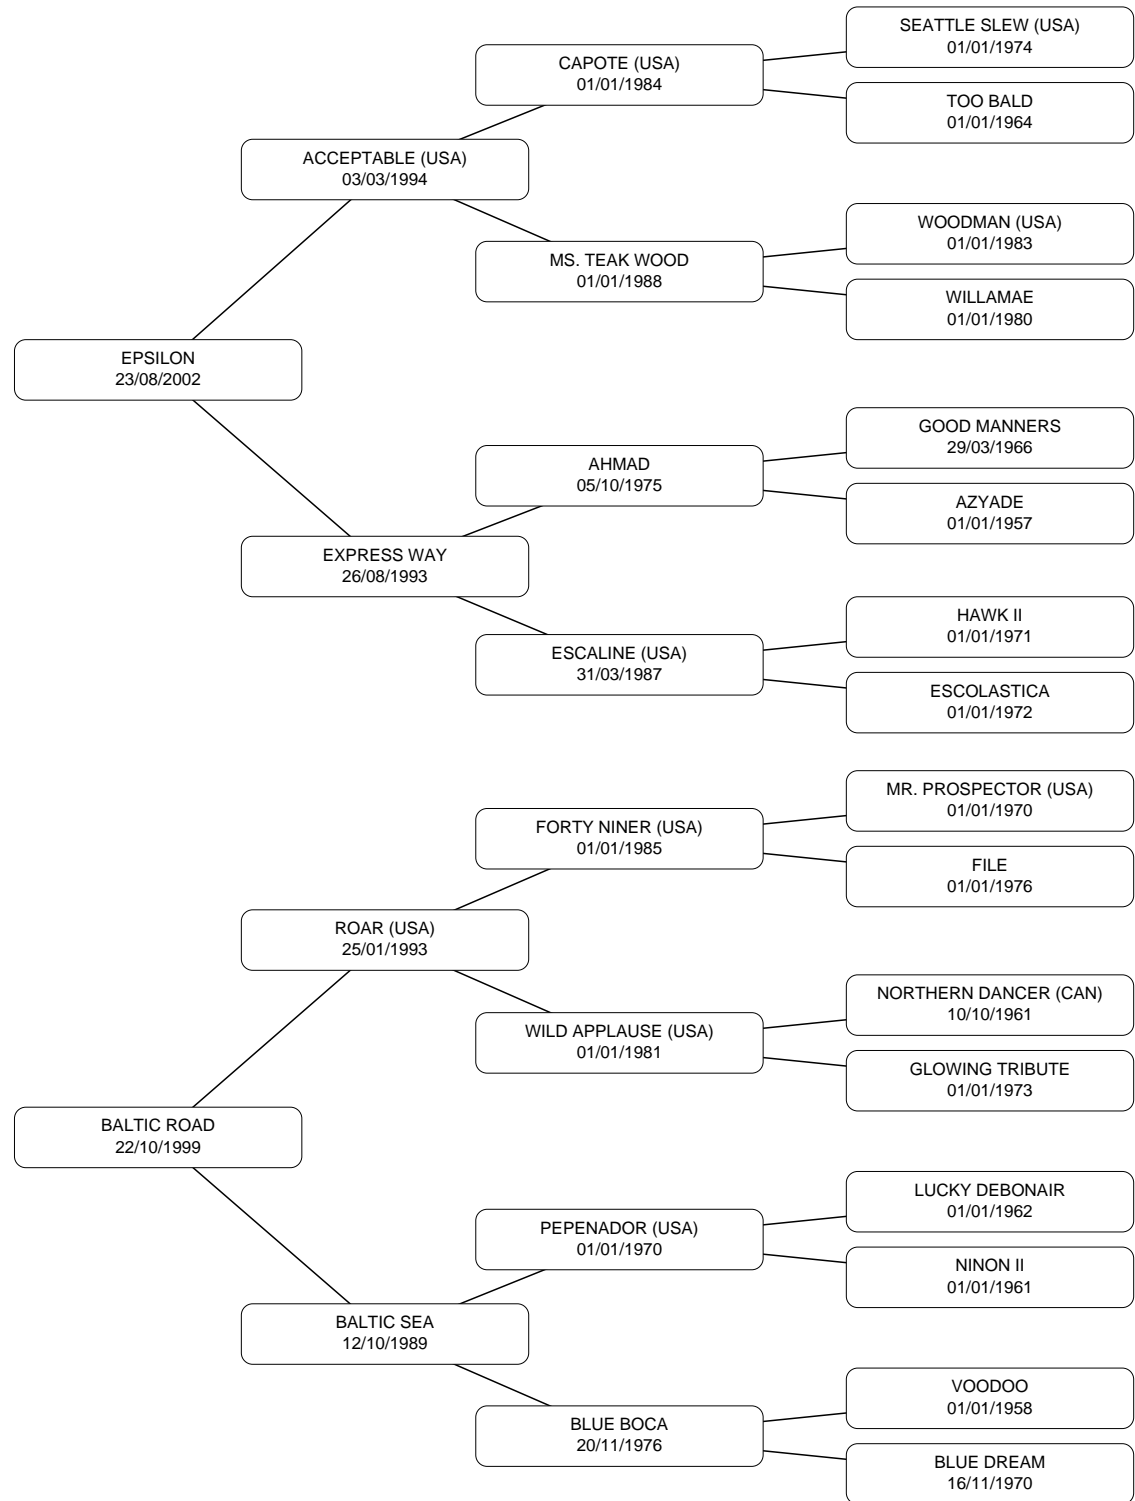 SEATTLE SLEW (USA)
01/01/1974
CAPOTE (USA)
01/01/1984
TOO BALD
01/01/1964
ACCEPTABLE (USA)
03/03/1994
WOODMAN (USA)
01/01/1983
MS. TEAK WOOD
01/01/1988
WILLAMAE
01/01/1980
EPSILON
23/08/2002
GOOD MANNERS
29/03/1966
AHMAD
05/10/1975
AZYADE
01/01/1957
EXPRESS WAY
26/08/1993
HAWK II
01/01/1971
ESCALINE (USA)
31/03/1987
ESCOLASTICA
01/01/1972
MR. PROSPECTOR (USA)
01/01/1970
FORTY NINER (USA)
01/01/1985
FILE
01/01/1976
ROAR (USA)
25/01/1993
NORTHERN DANCER (CAN)
10/10/1961
WILD APPLAUSE (USA)
01/01/1981
GLOWING TRIBUTE
01/01/1973
BALTIC ROAD
22/10/1999
LUCKY DEBONAIR
01/01/1962
PEPENADOR (USA)
01/01/1970
NINON II
01/01/1961
BALTIC SEA
12/10/1989
VOODOO
01/01/1958
BLUE BOCA
20/11/1976
BLUE DREAM
16/11/1970